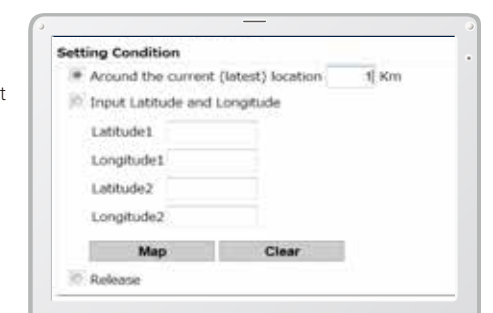 Setting Condition
Around the current (latest) location 1 Km
Input Latitude and Longitude
Latitude1
Longitude1
Latitude2
Longitude2
Map Clear
Release